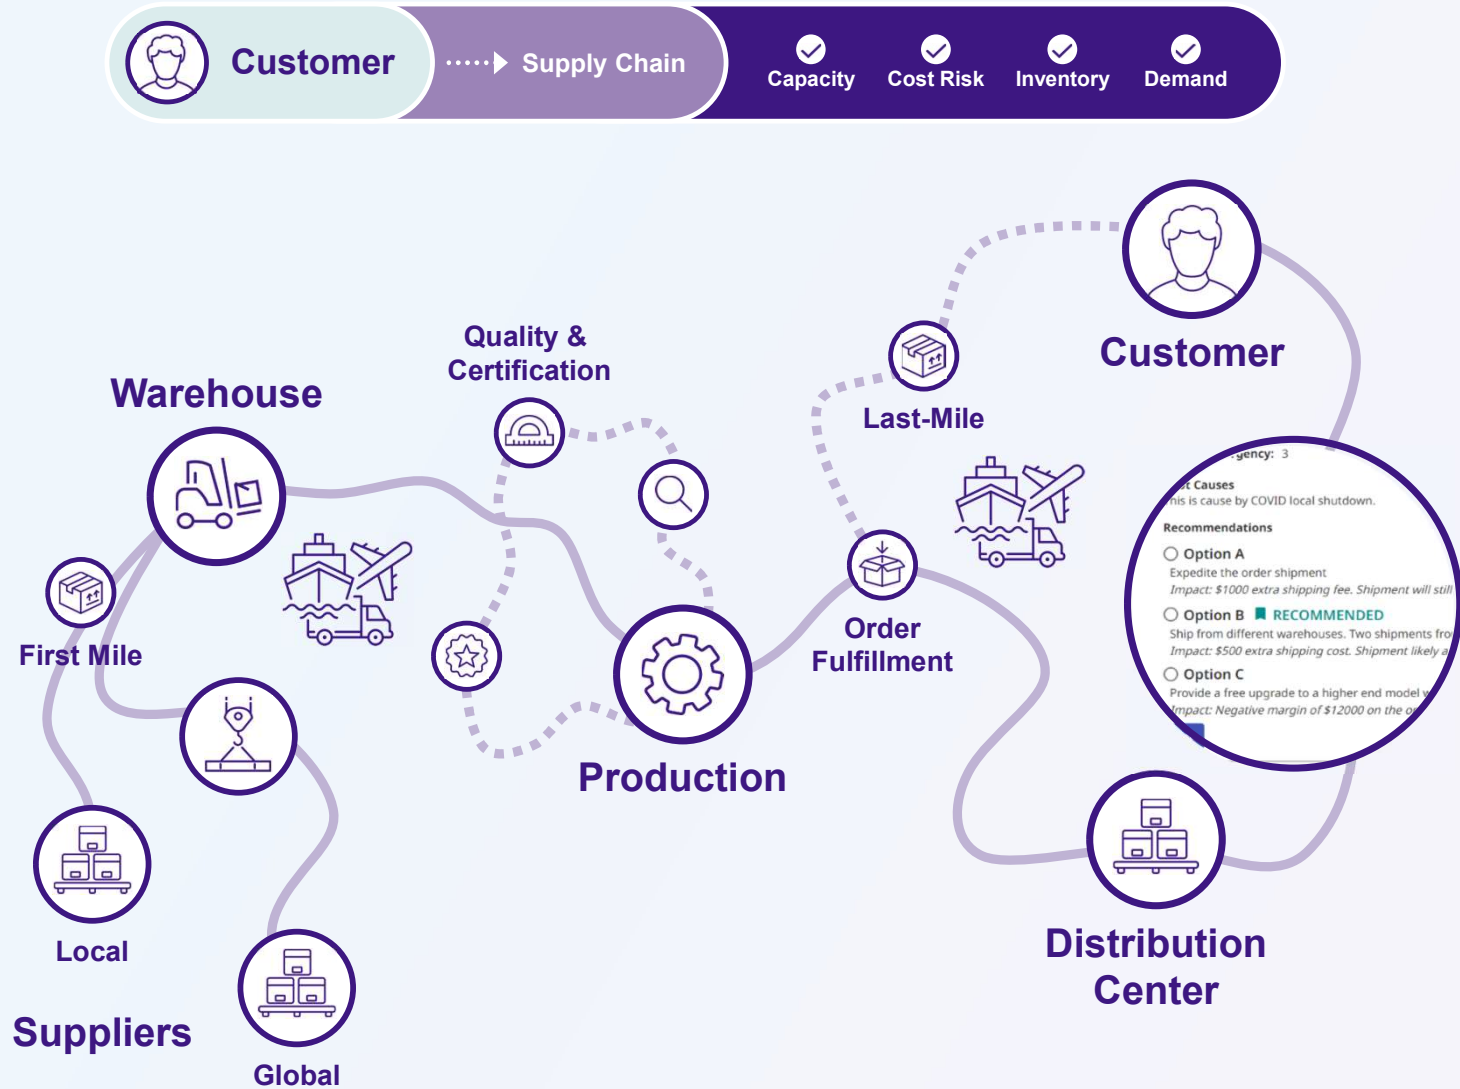 Customer
Supply Chain
Capacity
Cost Risk
Inventory
Demand
Customer
Quality &
Certification
Warehouse
Last-Mile
gency: 3
Causes
his is cause by COVID local shutdown.
Recommendations
Option A
Expedite the order shipment
Impact: $1000 extra shipping fee. Shipment will still
Option B RECOMMENDED
Ship from different warehouses. Two shipments
Impact: $500 extra shipping cost. Shipment likely
Option C
Provide a free upgrade to a higher end model
Impact: Negative margin of $12000 on the
First Mile
Order
Fulfillment
Production
Local
Distribution
Center
Suppliers
Global